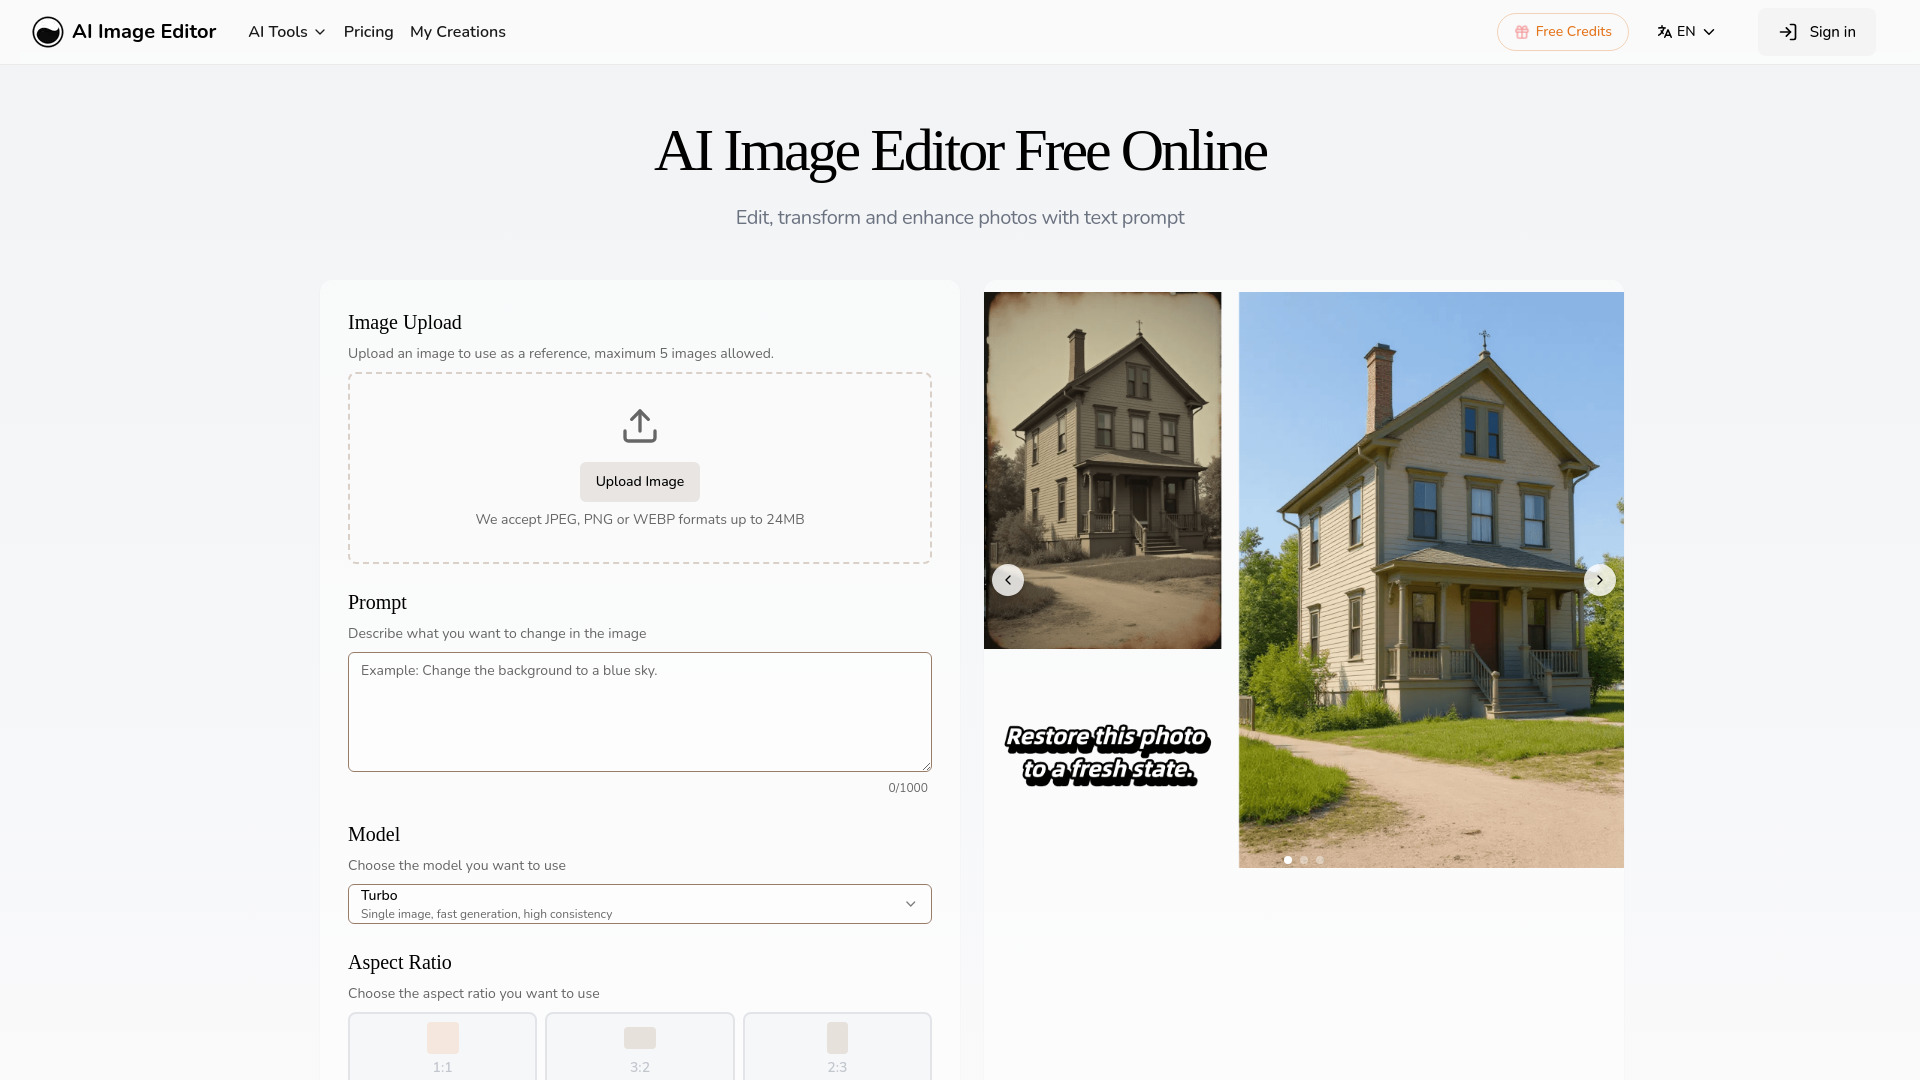 AI Image Editor
AI Tools
Pricing
My Creations
Free Credits
EN
Sign in
AI Image Editor Free Online
Edit, transform and enhance photos with text prompt
Image Upload
Upload an image to use as a reference, maximum 5 images allowed.
Upload Image
We accept JPEG, PNG or WEBP formats up to 24MB
Prompt
Describe what you want to change in the image
Example: Change the background to a blue sky.
0/1000
Model
Choose the model you want to use
Turbo
Single image, fast generation, high consistency
Aspect Ratio
Choose the aspect ratio you want to use
1:1
3:2
2:3
Restore this photo
to a fresh state.